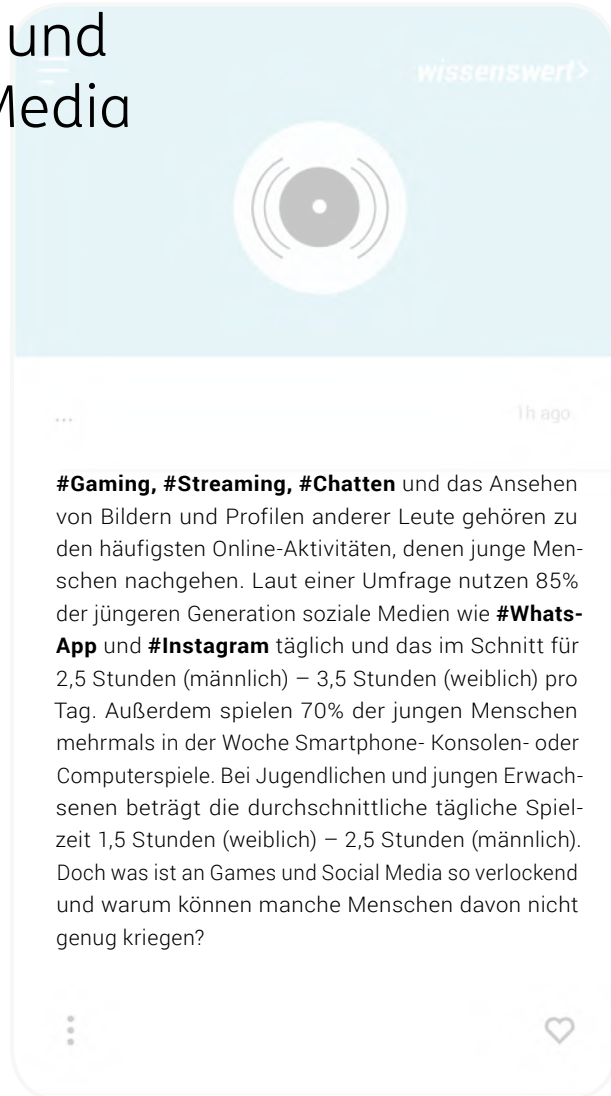 und
Media
wissenswert>
...
1h ago
#Gaming, #Streaming, #Chatten und das Ansehen
von Bildern und Profilen anderer Leute gehören zu
den häufigsten Online-Aktivitäten, denen junge Men-
schen nachgehen. Laut einer Umfrage nutzen 85%
der jüngeren Generation soziale Medien wie #Whats-
App und #Instagram täglich und das im Schnitt für
2,5 Stunden (männlich) – 3,5 Stunden (weiblich) pro
Tag. Außerdem spielen 70% der jungen Menschen
mehrmals in der Woche Smartphone- Konsolen- oder
Computerspiele. Bei Jugendlichen und jungen Erwach-
senen beträgt die durchschnittliche tägliche Spiel-
zeit 1,5 Stunden (weiblich) – 2,5 Stunden (männlich).
Doch was ist an Games und Social Media so verlockend
und warum können manche Menschen davon nicht
genug kriegen?